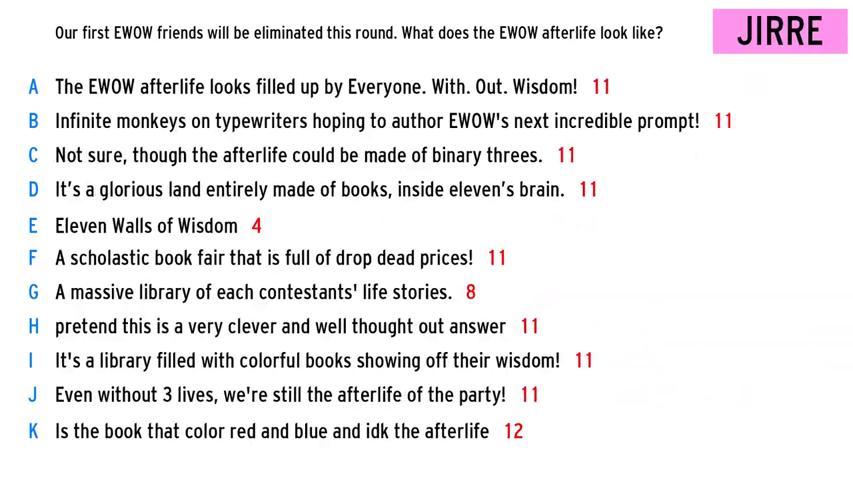 Our first EWOW friends will be eliminated this round. What does the EWOW afterlife look like?
JIRRE
A The EWOW afterlife looks filled up by Everyone. With. Out. Wisdom! 11
B Infinite monkeys on typewriters hoping to author EWOW's next incredible prompt! 11
C Not sure, though the afterlife could be made of binary threes. 11
D It’s a glorious land entirely made of books, inside eleven’s brain. 11
E Eleven Walls of Wisdom 4
F A scholastic book fair that is full of drop dead prices! 11
G A massive library of each contestants' life stories. 8
H pretend this is a very clever and well thought out answer 11
I It's a library filled with colorful books showing off their wisdom! 11
J Even without 3 lives, we're still the afterlife of the party! 11
K Is the book that color red and blue and idk the afterlife 12